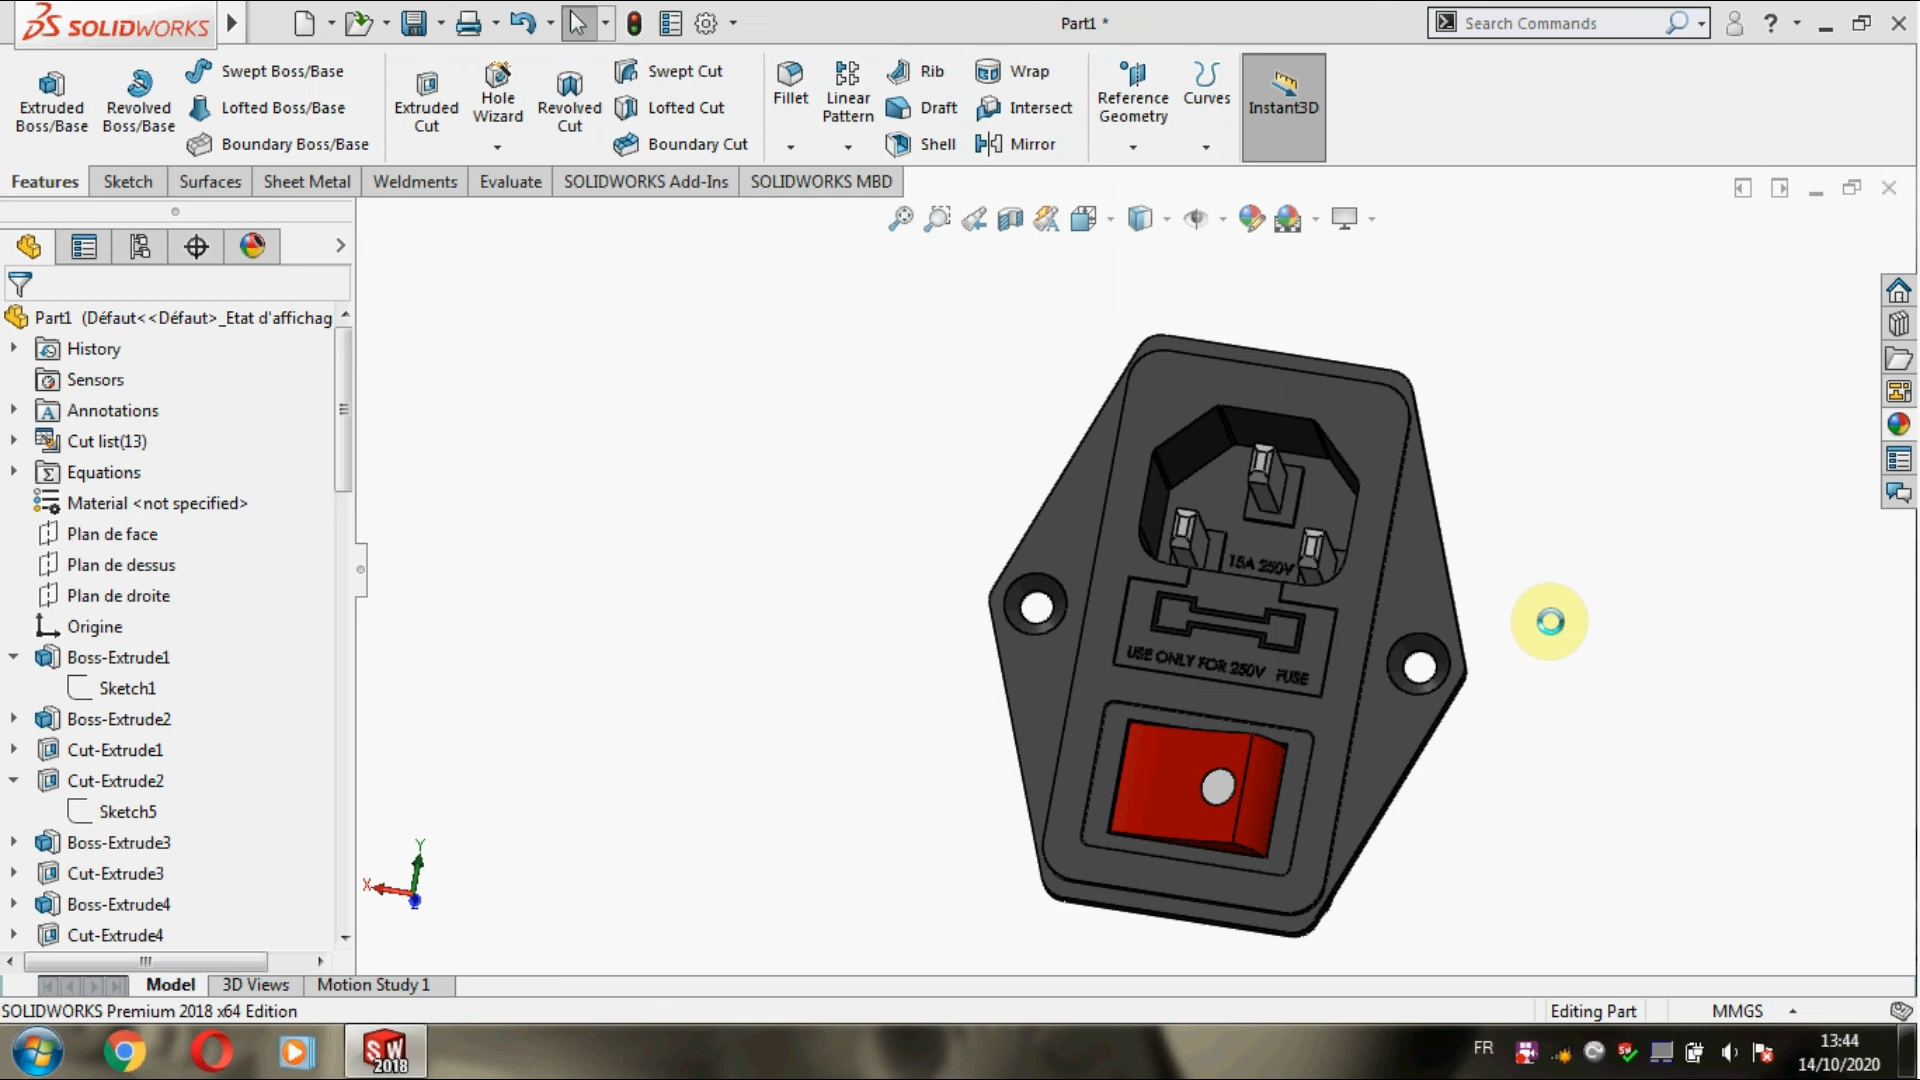 SOLIDWORKS
Part1 *
Search Commands
?
Extruded Boss/Base
Revolved Boss/Base
Swept Boss/Base
Lofted Boss/Base
Boundary Boss/Base
Extruded Cut
Hole Wizard
Revolved Cut
Swept Cut
Lofted Cut
Boundary Cut
Fillet
Linear Pattern
Rib
Draft
Shell
Wrap
Intersect
Mirror
Reference Geometry
Curves
Instant3D
Features
Sketch
Surfaces
Sheet Metal
Weldments
Evaluate
SOLIDWORKS Add-Ins
SOLIDWORKS MBD
Part1 (Défaut<<Défaut>_Etat d'affichag
History
Sensors
Annotations
Cut list(13)
Equations
Material <not specified>
Plan de face
Plan de dessus
Plan de droite
Origine
Boss-Extrude1
Sketch1
Boss-Extrude2
Cut-Extrude1
Cut-Extrude2
Sketch5
Boss-Extrude3
Cut-Extrude3
Boss-Extrude4
Cut-Extrude4
15A 250V
USE ONLY FOR 250V FUSE
Y
X
Z
Model
3D Views
Motion Study 1
SOLIDWORKS Premium 2018 x64 Edition
Editing Part
MMGS
SW
2018
FR
13:44
14/10/2020